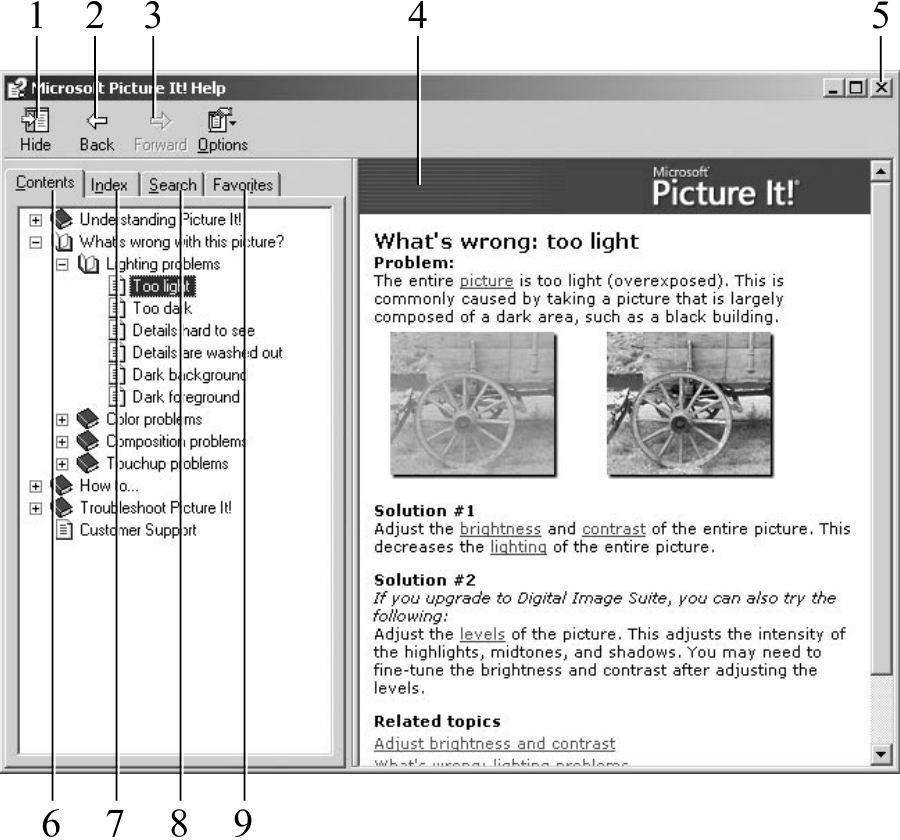 1 2 3 4 5
Microsoft Picture It! Help
Hide Back Forward Options
Contents Index Search Favorites
Microsoft
Picture It!
Understanding Picture It!
What's wrong with this picture?
Lighting problems
Too light
Too dark
Details hard to see
Details are washed out
Dark background
Dark foreground
Color problems
Composition problems
Touchup problems
How to...
Troubleshoot Picture It!
Customer Support
What's wrong: too light
Problem:
The entire picture is too light (overexposed). This is
commonly caused by taking a picture that is largely
composed of a dark area, such as a black building.
Solution #1
Adjust the brightness and contrast of the entire picture. This
decreases the lighting of the entire picture.
Solution #2
If you upgrade to Digital Image Suite, you can also try the
following:
Adjust the levels of the picture. This adjusts the intensity of
the highlights, midtones, and shadows. You may need to
fine-tune the brightness and contrast after adjusting the
levels.
Related topics
Adjust brightness and contrast
What's wrong: lighting problems
6 7 8 9